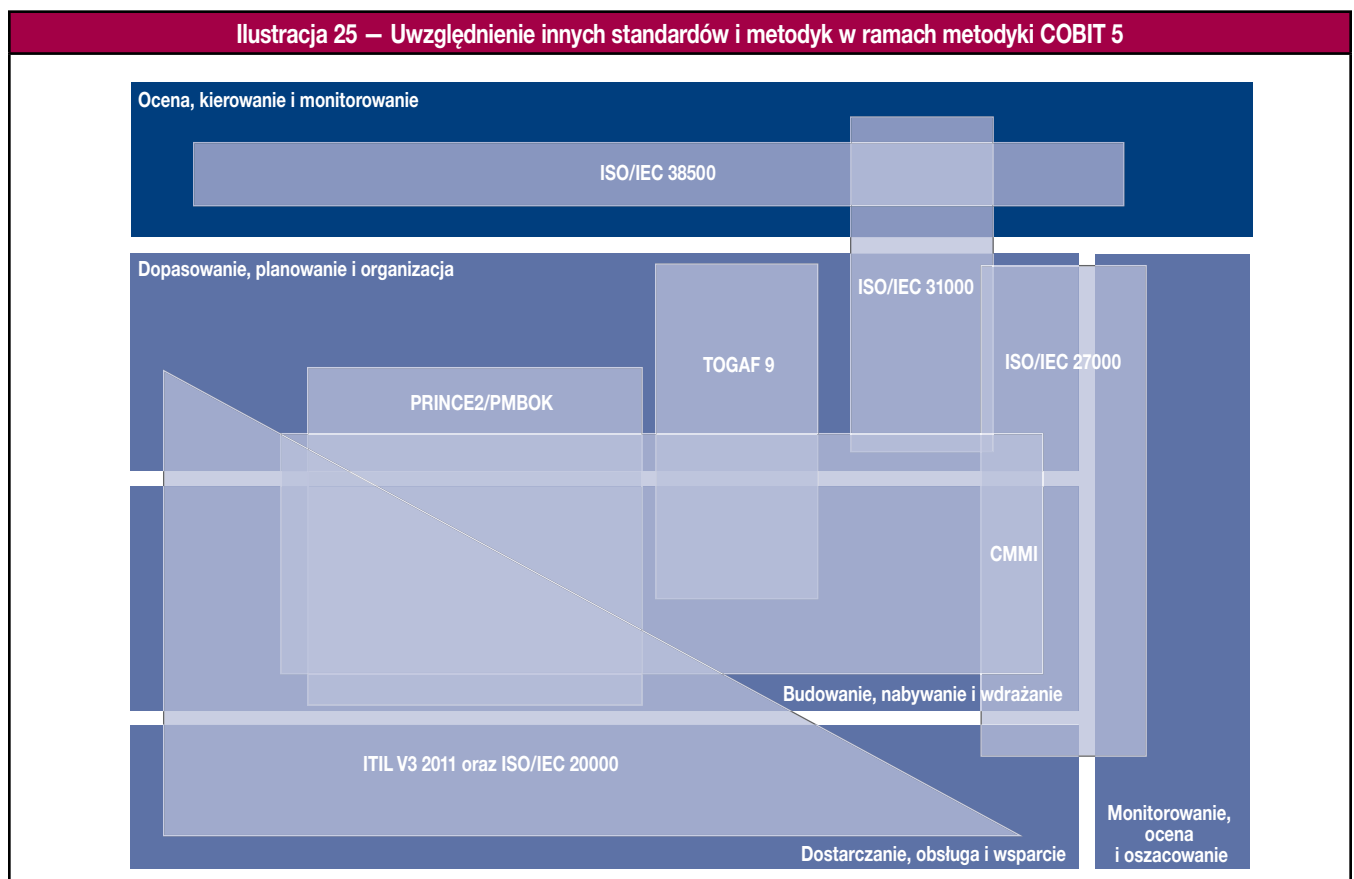 Ilustracja 25 — Uwzględnienie innych standardów i metodyk w ramach metodyki COBIT 5
Ocena, kierowanie i monitorowanie
ISO/IEC 38500
Dopasowanie, planowanie i organizacja
ISO/IEC 31000
TOGAF 9
ISO/IEC 27000
PRINCE2/PMBOK
CMMI
Budowanie, nabywanie i wdrażanie
ITIL V3 2011 oraz ISO/IEC 20000
Dostarczanie, obsługa i wsparcie
Monitorowanie,
ocena
i oszacowanie